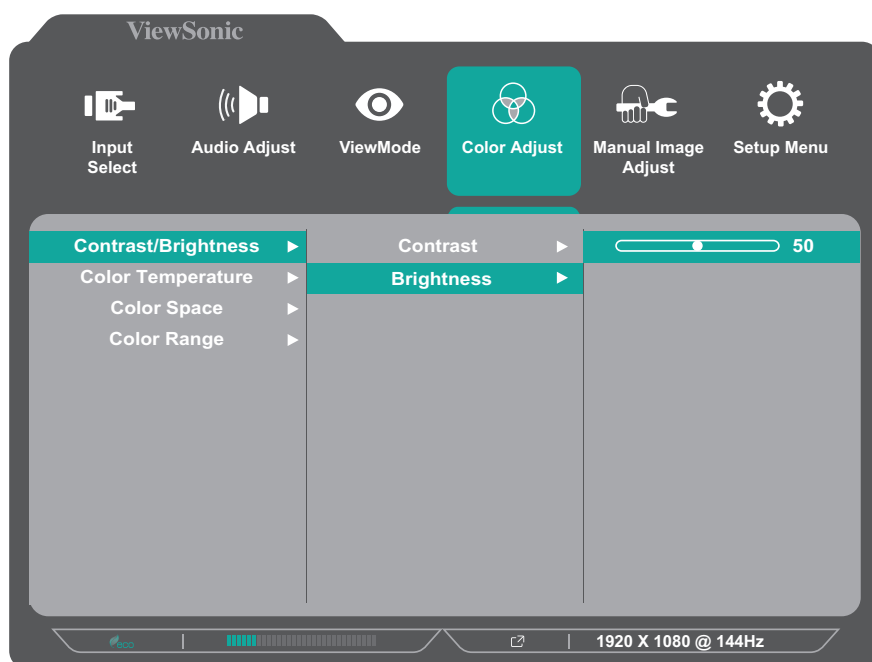 ViewSonic
Input Select
Audio Adjust
ViewMode
Color Adjust
Manual Image Adjust
Setup Menu
Contrast/Brightness
Contrast
50
Color Temperature
Brightness
Color Space
Color Range
eco
1920 X 1080 @ 144Hz